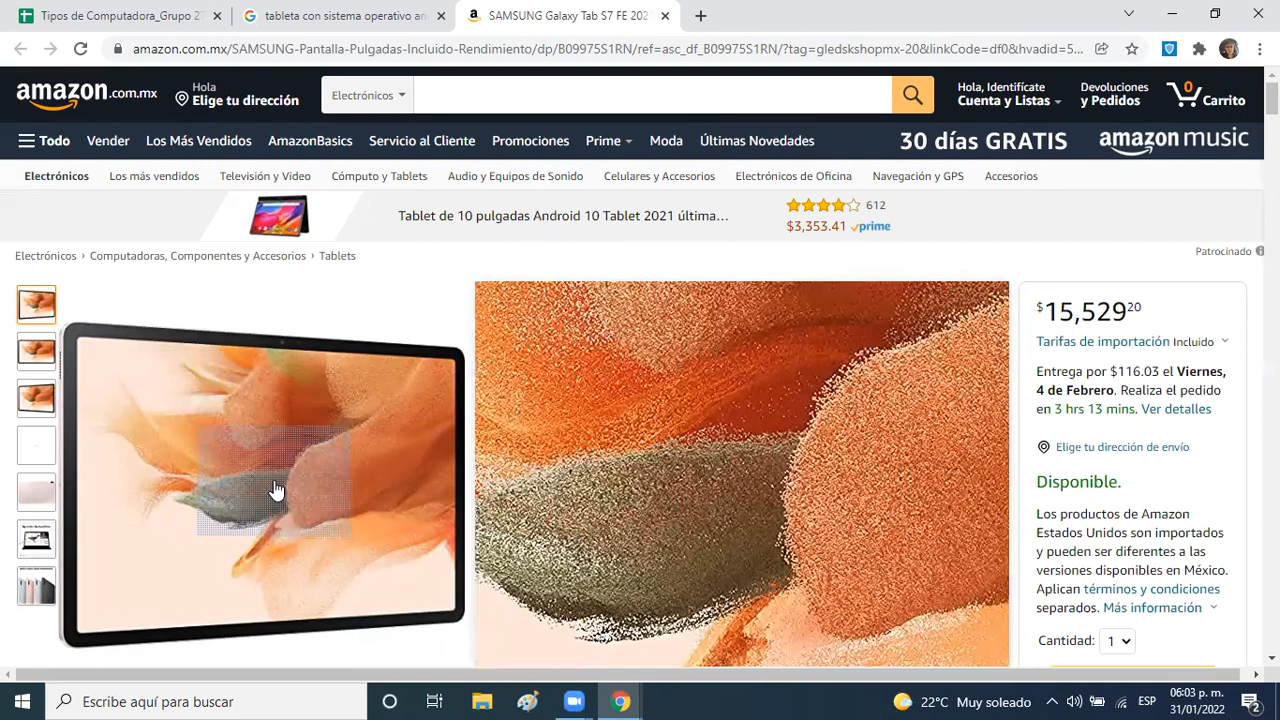 Tipos de Computadora_Grupo 2
tableta con sistema operativo an
SAMSUNG Galaxy Tab S7 FE 202
amazon.com.mx/SAMSUNG-Pantalla-Pulgadas-Incluido-Rendimiento/dp/B09975S1RN/ref=asc_df_B09975S1RN/?tag=gledskshopmx-20&linkCode=df0&hvadid=5...
amazon.com.mx
Hola
Elige tu dirección
Electrónicos
Hola, Identifícate
Cuenta y Listas
Devoluciones
y Pedidos
0
Carrito
Todo
Vender
Los Más Vendidos
AmazonBasics
Servicio al Cliente
Promociones
Prime
Moda
Últimas Novedades
30 días GRATIS
amazon music
Electrónicos
Los más vendidos
Televisión y Video
Cómputo y Tablets
Audio y Equipos de Sonido
Celulares y Accesorios
Electrónicos de Oficina
Navegación y GPS
Accesorios
Tablet de 10 pulgadas Android 10 Tablet 2021 última...
612
$3,353.41 prime
Patrocinado
Electrónicos › Computadoras, Componentes y Accesorios › Tablets
$15,529.20
Tarifas de importación Incluido
Entrega por $116.03 el Viernes,
4 de Febrero. Realiza el pedido
en 3 hrs 13 mins. Ver detalles
Elige tu dirección de envío
Disponible.
Los productos de Amazon
Estados Unidos son importados
y pueden ser diferentes a las
versiones disponibles en México.
Aplican términos y condiciones
separados. Más información
Cantidad: 1
Escribe aquí para buscar
22°C Muy soleado
ESP
06:03 p. m.
31/01/2022
2